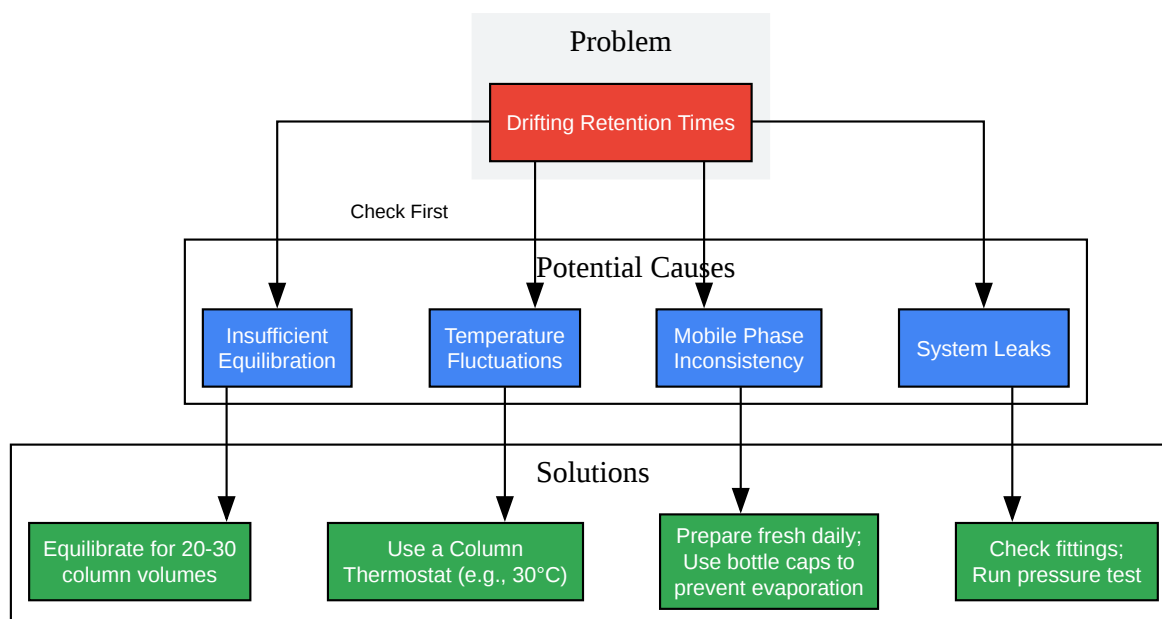 Problem
Drifting Retention Times
Check First
Potential Causes
Insufficient
Equilibration
Temperature
Fluctuations
Mobile Phase
Inconsistency
System Leaks
Solutions
Equilibrate for 20-30
column volumes
Use a Column
Thermostat (e.g., 30°C)
Prepare fresh daily;
Use bottle caps to
prevent evaporation
Check fittings;
Run pressure test